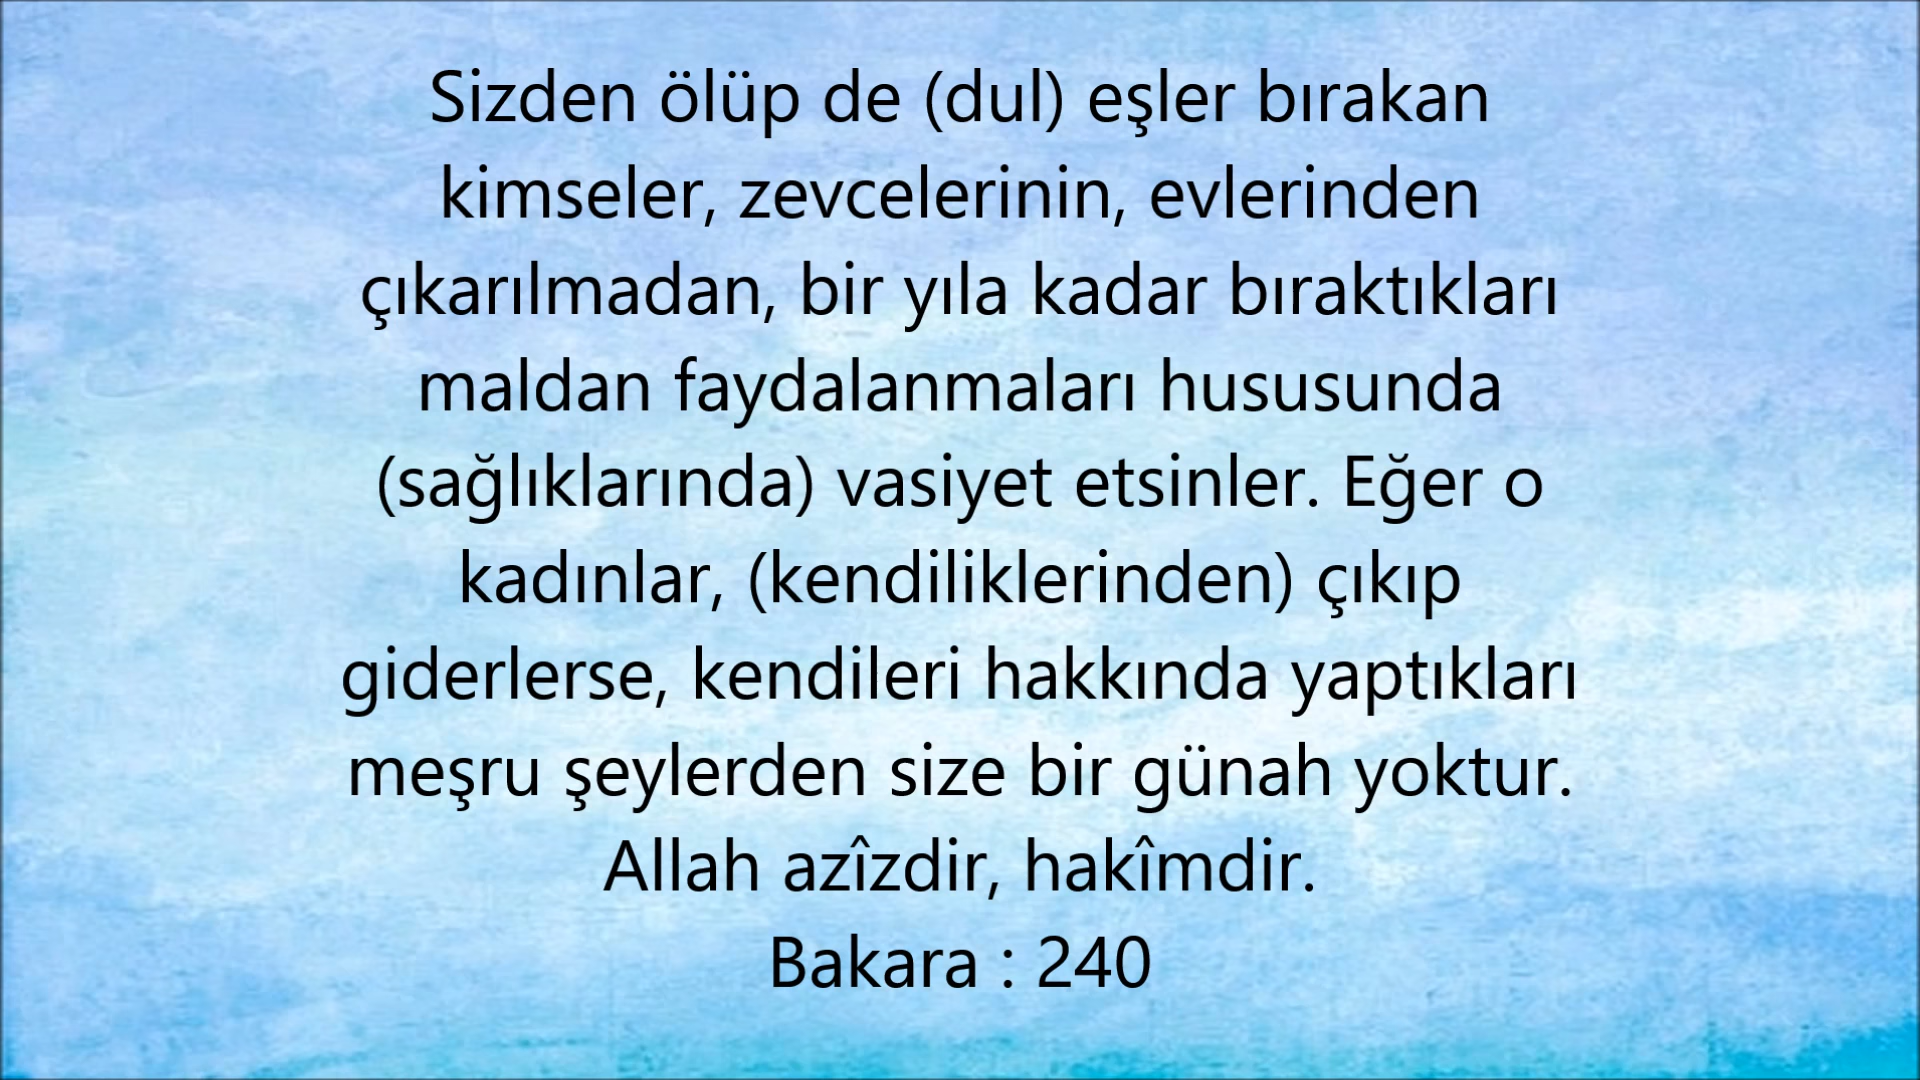 Sizden ölüp de (dul) eşler bırakan
kimseler, zevcelerinin, evlerinden
çıkarılmadan, bir yıla kadar bıraktıkları
maldan faydalanmaları hususunda
(sağlıklarında) vasiyet etsinler. Eğer o
kadınlar, (kendiliklerinden) çıkıp
giderlerse, kendileri hakkında yaptıkları
meşru şeylerden size bir günah yoktur.
Allah azîzdir, hakîmdir.
Bakara : 240